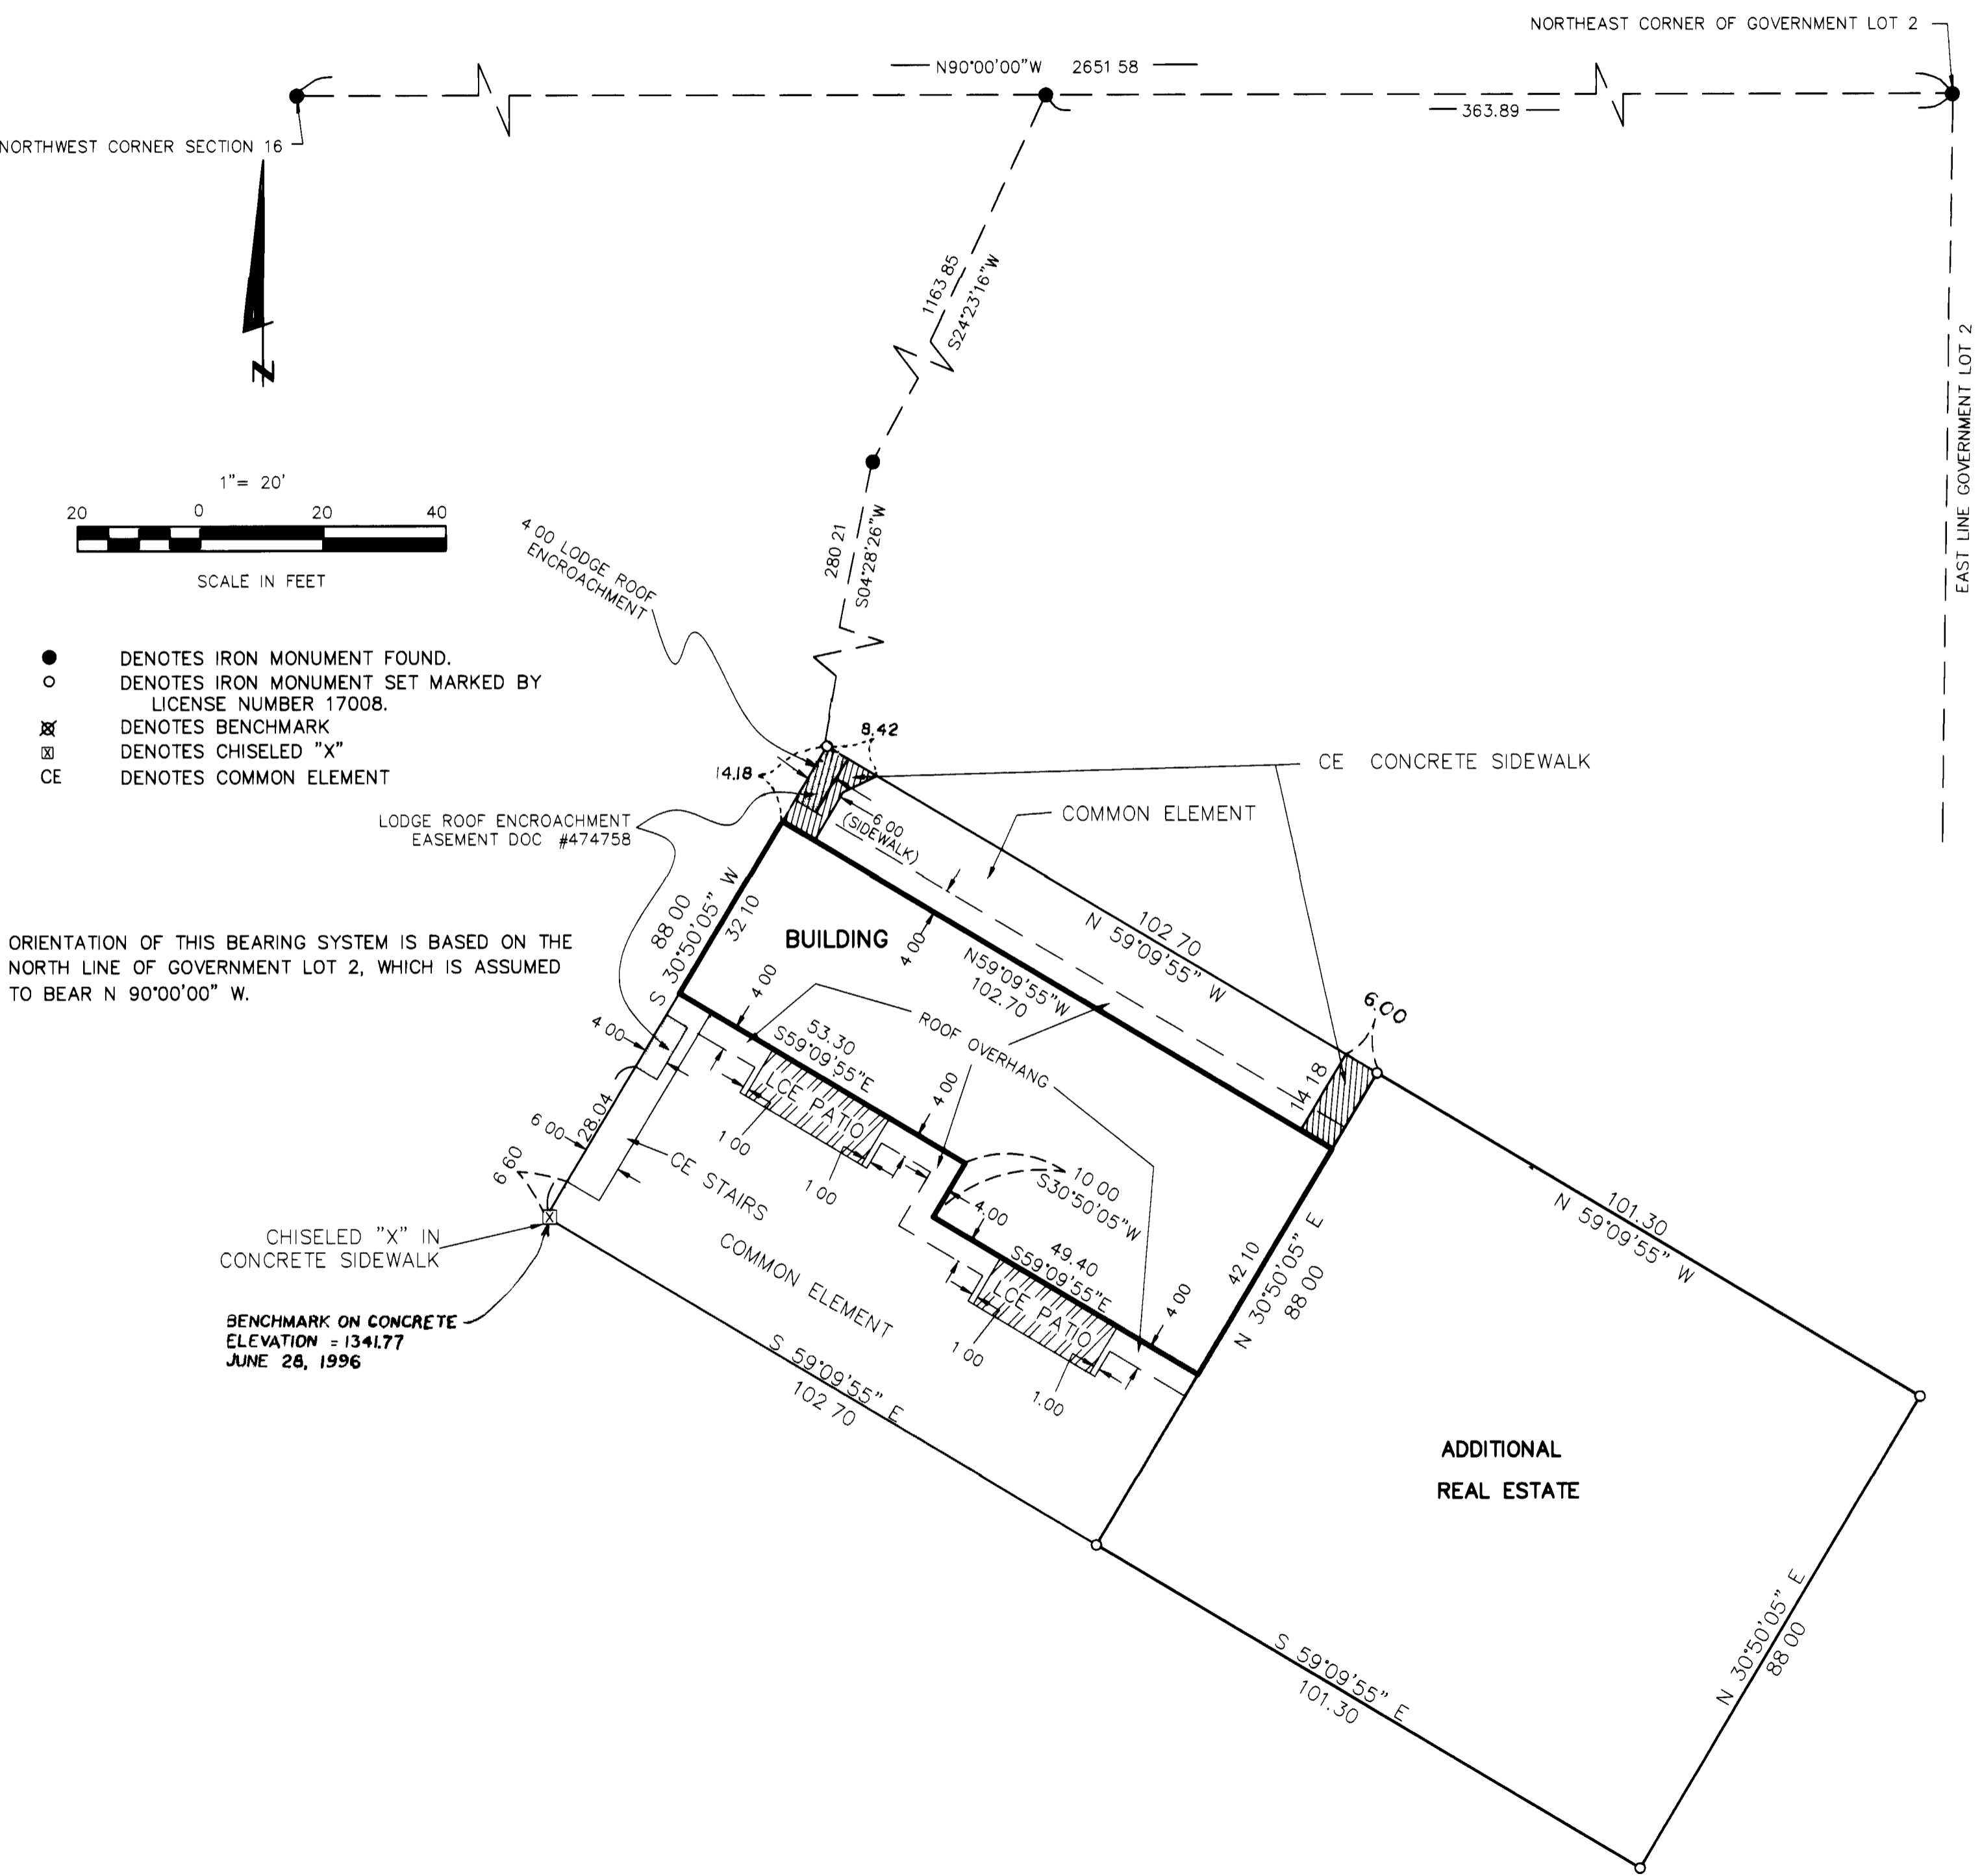 NORTHEAST CORNER OF GOVERNMENT LOT 2
N90°00'00"W 2651 58
363.89
NORTHWEST CORNER SECTION 16
N
1163 85
S24°23'16"W
EAST LINE GOVERNMENT LOT 2
1"= 20'
20 0 20 40
SCALE IN FEET
280 21
S04°28'26"W
4 00 LODGE ROOF
ENCROACHMENT
DENOTES IRON MONUMENT FOUND.
DENOTES IRON MONUMENT SET MARKED BY
LICENSE NUMBER 17008.
DENOTES BENCHMARK
X DENOTES CHISELED "X"
CE DENOTES COMMON ELEMENT
8.42
14.18
CE CONCRETE SIDEWALK
COMMON ELEMENT
LODGE ROOF ENCROACHMENT
EASEMENT DOC #474758
6.00
(SIDEWALK)
88 00
S 30°50'05" W
32 10
BUILDING
4 00
N59°09'55"W
102.70
102 70
N 59°09'55" W
ORIENTATION OF THIS BEARING SYSTEM IS BASED ON THE
NORTH LINE OF GOVERNMENT LOT 2, WHICH IS ASSUMED
TO BEAR N 90°00'00" W.
6.00
14 18
4 00
4 00
53.30
S59°09'55"E
ROOF OVERHANG
4 00
LCE PATIO
1 00
1 00
28.04
6 00
6 60
CE STAIRS
10 00
S30°50'05"W
4.00
CHISELED "X" IN
CONCRETE SIDEWALK
X
COMMON ELEMENT
49.40
S59°09'55"E
LCE PATIO
1 00
1.00
4 00
42 10
N 30°50'05" E
88 00
101.30
N 59°09'55" W
BENCHMARK ON CONCRETE
ELEVATION = 1341.77
JUNE 28, 1996
S 59°09'55" E
102 70
ADDITIONAL
REAL ESTATE
S 59°09'55" E
101.30
N 30°50'05" E
88 00